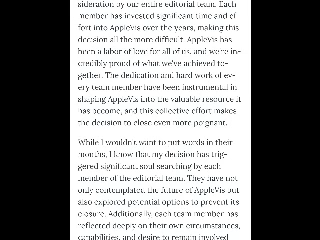 sideration by our entire editorial team. Each
member has invested significant time and ef-
fort into AppleVis over the years, making this
decision all the more difficult. AppleVis has
been a labor of love for all of us, and we're in-
credibly proud of what we've achieved to-
gether. The dedication and hard work of ev-
ery team member have been instrumental in
shaping AppleVis into the valuable resource it
has become, and this collective effort makes
the decision to close even more poignant.
While I wouldn't want to put words in their
mouths, I know that my decision has trig-
gered significant soul searching by each
member of the editorial team. They have not
only contemplated the future of AppleVis but
also explored potential options to prevent its
closure. Additionally, each team member has
reflected deeply on their own circumstances,
capabilities, and desire to remain involved